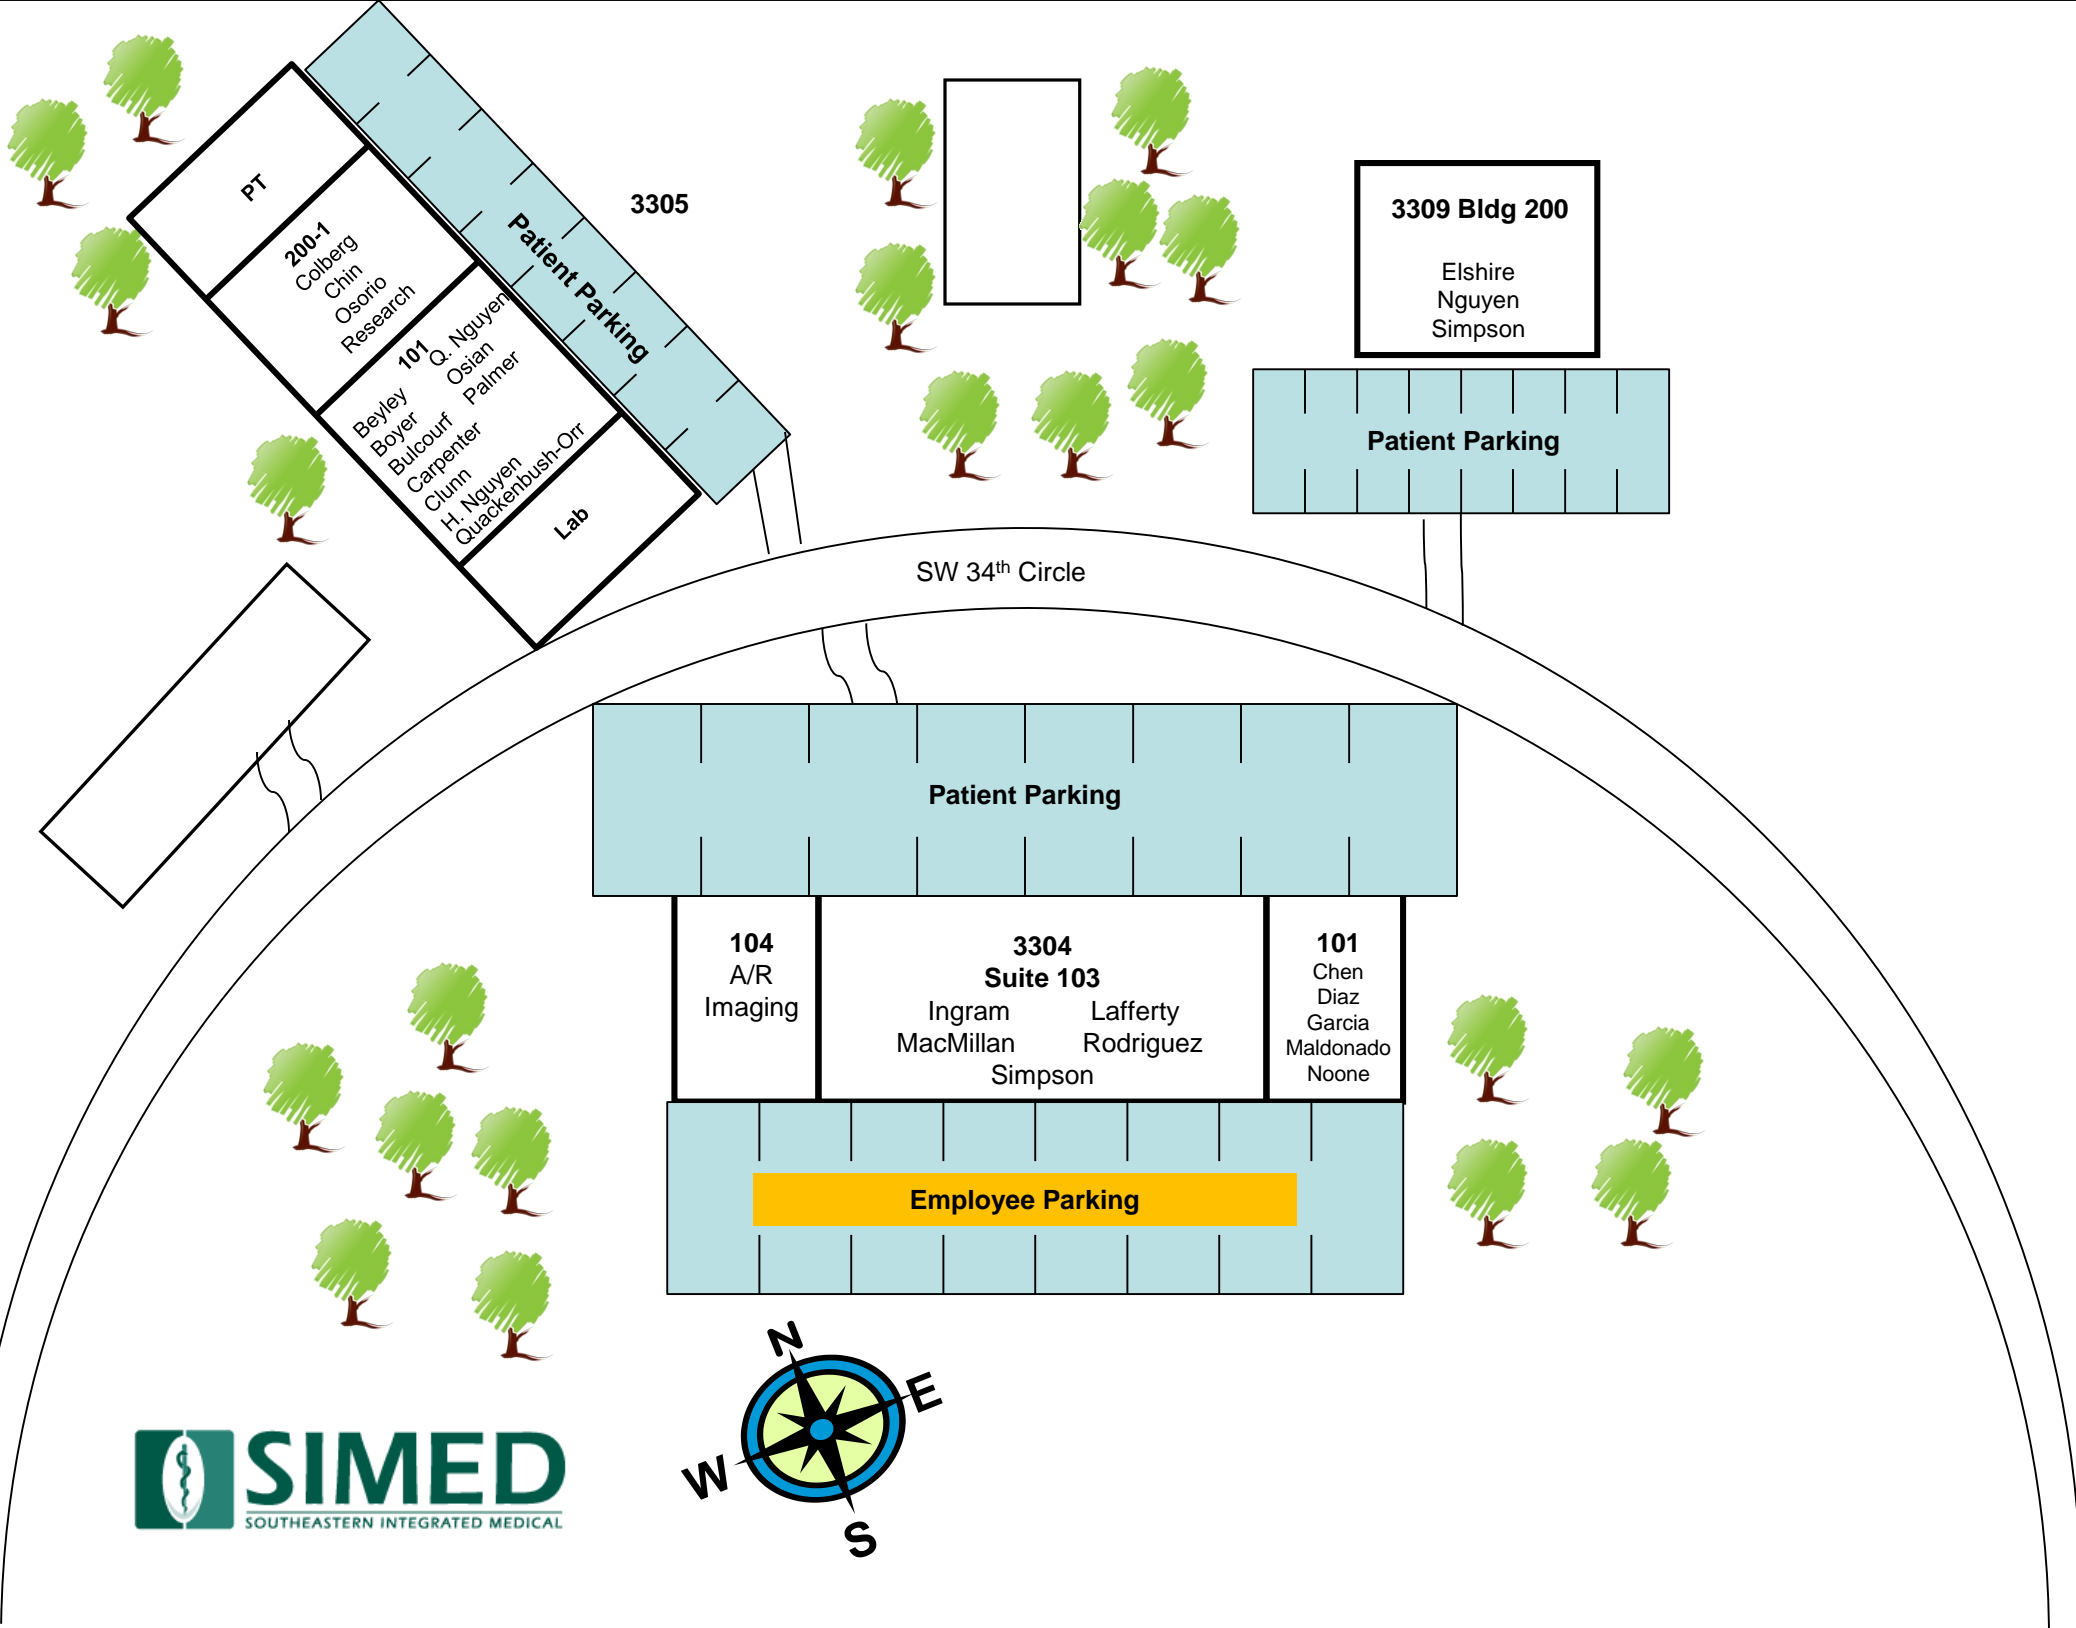 PT
200-1
Colberg
Chin
Osorio
Research
101
Beyley
Boyer
Bulcourf
Carpenter
Clunn
H. Nguyen
Quackenbush-Orr
Q. Nguyen
Osian
Palmer
Lab
Patient Parking
3305
3309 Bldg 200
Elshire
Nguyen
Simpson
Patient Parking
SW 34th Circle
Patient Parking
104
A/R
Imaging
3304
Suite 103
Ingram Lafferty
MacMillan Rodriguez
Simpson
101
Chen
Diaz
Garcia
Maldonado
Noone
Employee Parking
N
E
W
S
SIMED
SOUTHEASTERN INTEGRATED MEDICAL